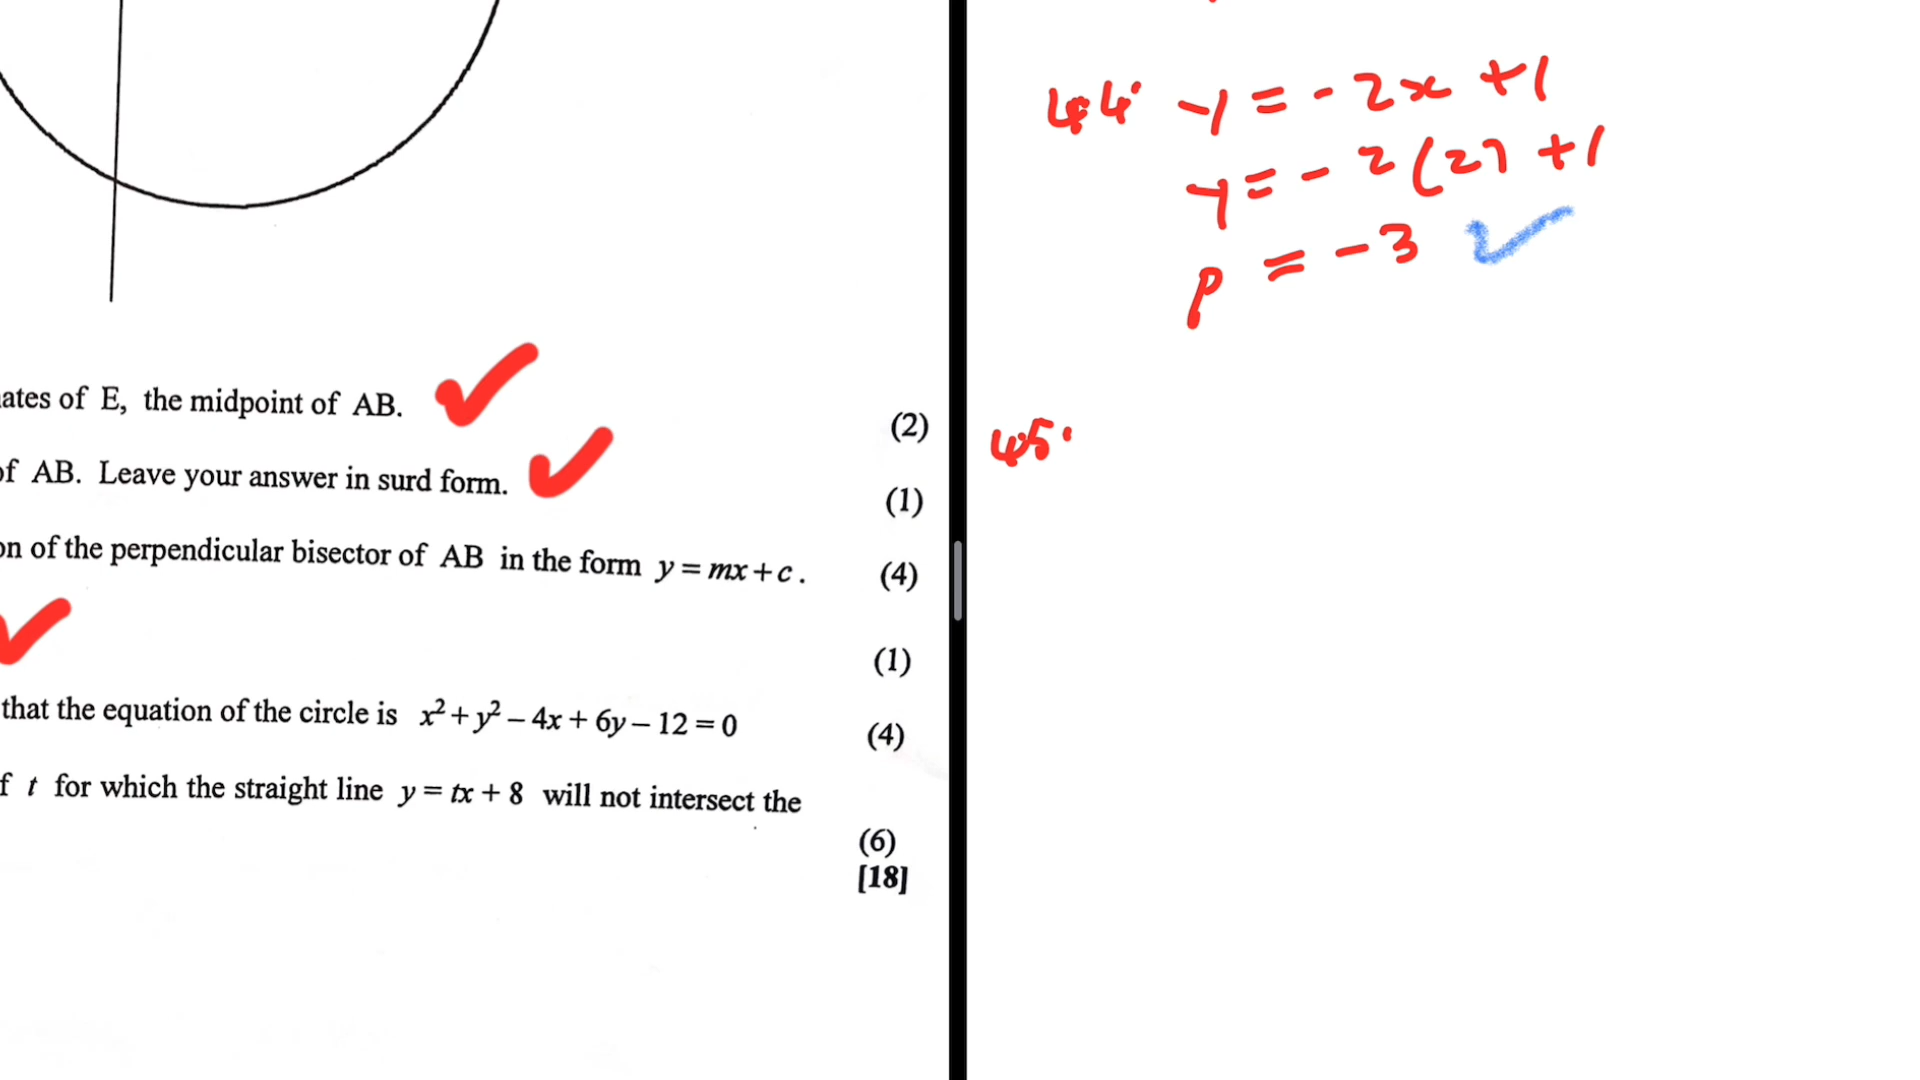 ates of E, the midpoint of AB.
(2)
of AB. Leave your answer in surd form.
(1)
on of the perpendicular bisector of AB in the form y = mx + c.
(4)
(1)
that the equation of the circle is x² + y² – 4x + 6y – 12 = 0
(4)
f t for which the straight line y = tx + 8 will not intersect the
(6)
[18]
4.4. y = -2x +1
y = -2(2) +1
p = -3
4.5.